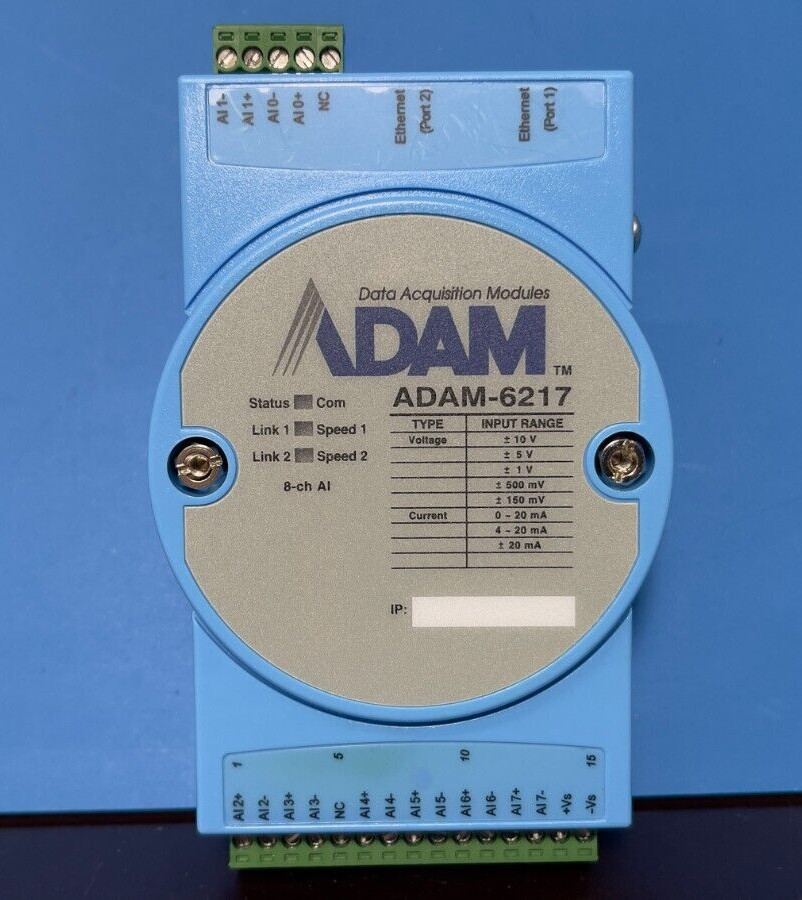 AI1-
AI1+
AI0-
AI0+
NC
Ethernet
(Port 2)
Ethernet
(Port 1)
Data Acquisition Modules
ADAM TM
ADAM-6217
Status Com
Link 1 Speed 1
Link 2 Speed 2
8-ch AI
TYPE INPUT RANGE
Voltage ± 10 V
± 5 V
± 1 V
± 500 mV
± 150 mV
Current 0 ~ 20 mA
4 ~ 20 mA
± 20 mA
IP:
1 5 10 15
AI2+
AI2-
AI3+
AI3-
NC
AI4+
AI4-
AI5+
AI5-
AI6+
AI6-
AI7+
AI7-
+Vs
-Vs